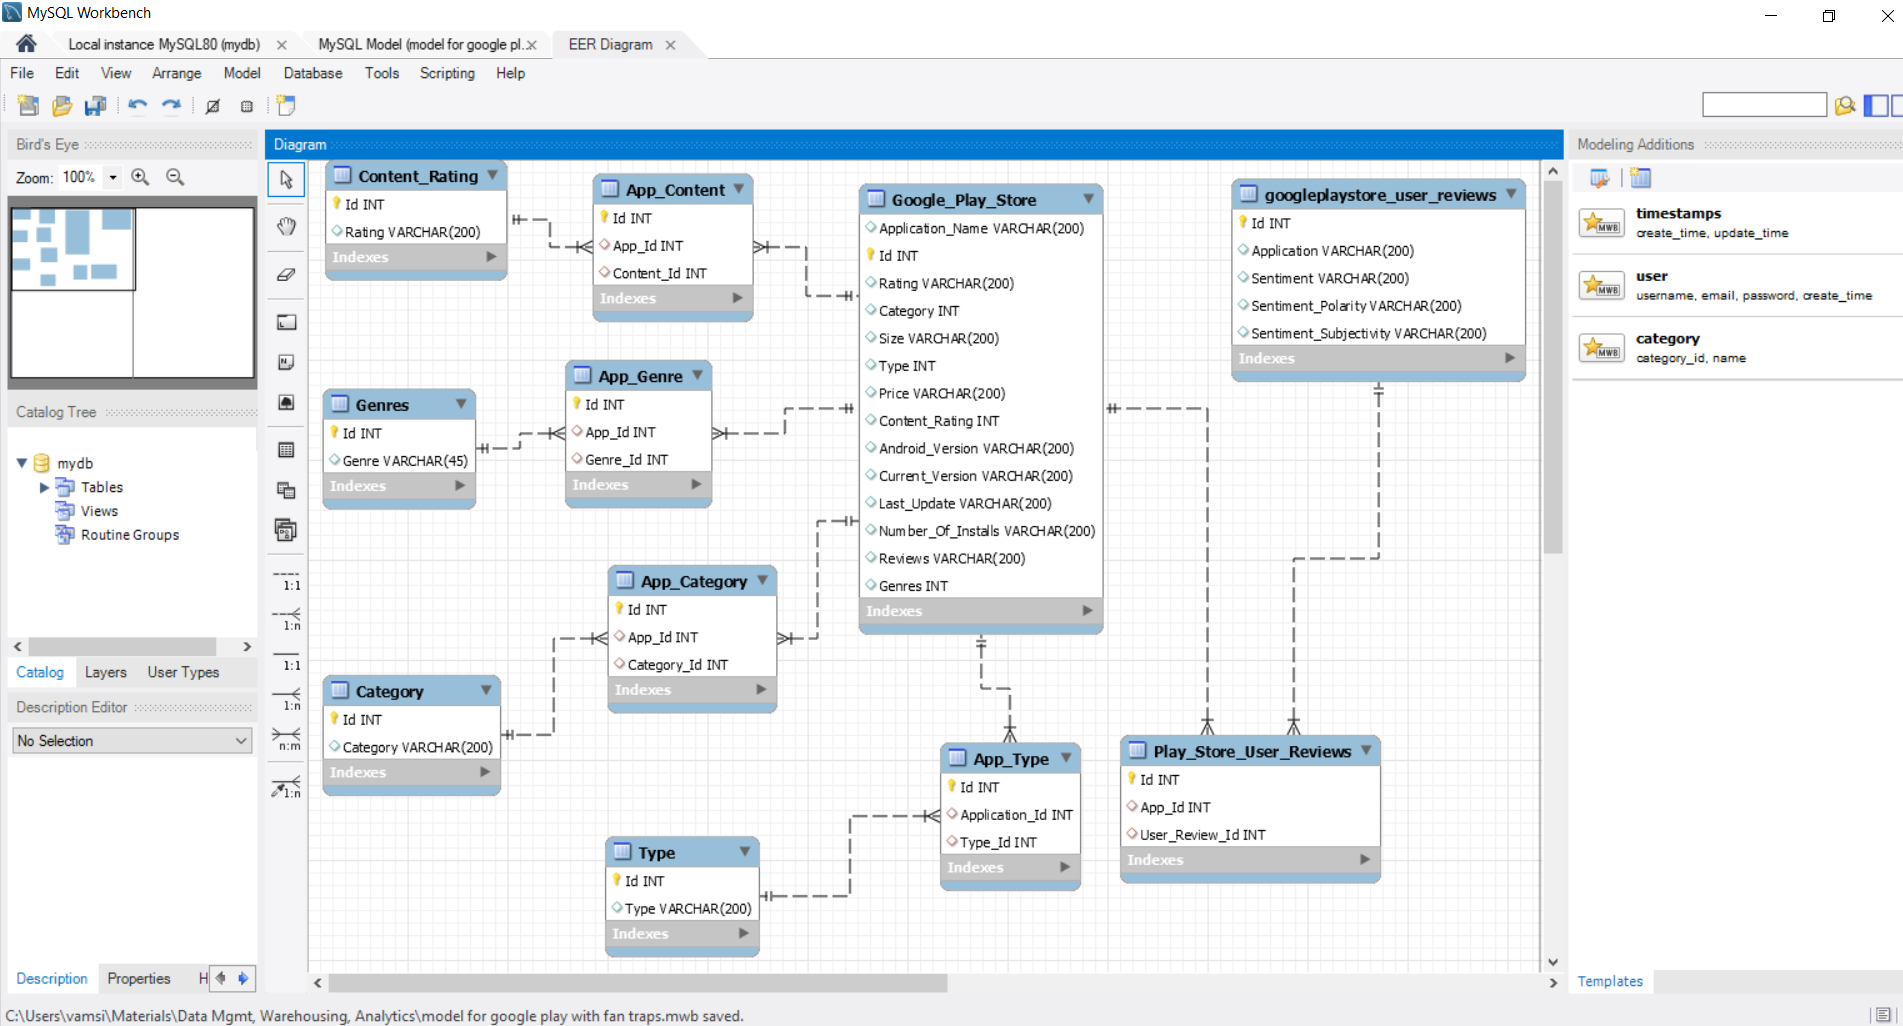 MySQL Workbench
Local instance MySQL80 (mydb)
MySQL Model (model for google pl...
EER Diagram
File Edit View Arrange Model Database Tools Scripting Help
Bird's Eye
Zoom: 100%
Catalog Tree
mydb
Tables
Views
Routine Groups
Catalog Layers User Types
Description Editor
No Selection
Description Properties H
Diagram
1:1
1:n
1:1
1:n
n:m
1:n
Content_Rating
Id INT
Rating VARCHAR(200)
Indexes
App_Content
Id INT
App_Id INT
Content_Id INT
Indexes
Google_Play_Store
Application_Name VARCHAR(200)
Id INT
Rating VARCHAR(200)
Category INT
Size VARCHAR(200)
Type INT
Price VARCHAR(200)
Content_Rating INT
Android_Version VARCHAR(200)
Current_Version VARCHAR(200)
Last_Update VARCHAR(200)
Number_Of_Installs VARCHAR(200)
Reviews VARCHAR(200)
Genres INT
Indexes
googleplaystore_user_reviews
Id INT
Application VARCHAR(200)
Sentiment VARCHAR(200)
Sentiment_Polarity VARCHAR(200)
Sentiment_Subjectivity VARCHAR(200)
Indexes
Genres
Id INT
Genre VARCHAR(45)
Indexes
App_Genre
Id INT
App_Id INT
Genre_Id INT
Indexes
App_Category
Id INT
App_Id INT
Category_Id INT
Indexes
Category
Id INT
Category VARCHAR(200)
Indexes
App_Type
Id INT
Application_Id INT
Type_Id INT
Indexes
Play_Store_User_Reviews
Id INT
App_Id INT
User_Review_Id INT
Indexes
Type
Id INT
Type VARCHAR(200)
Indexes
Modeling Additions
MWB
timestamps
create_time, update_time
MWB
user
username, email, password, create_time
MWB
category
category_id, name
Templates
C:\Users\vamsi\Materials\Data Mgmt, Warehousing, Analytics\model for google play with fan traps.mwb saved.